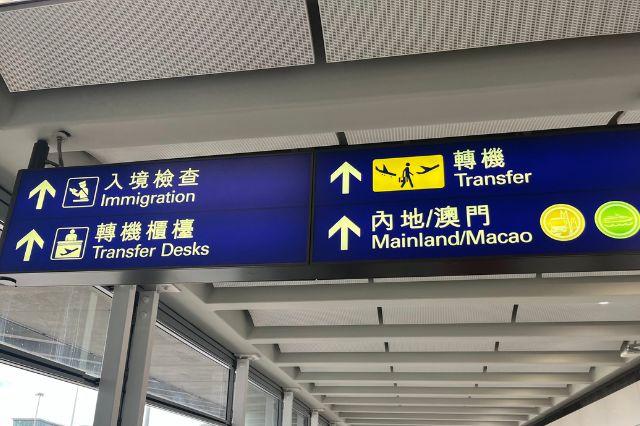 入境檢查
Immigration
轉機櫃檯
Transfer Desks
轉機
Transfer
內地/澳門
Mainland/Macao